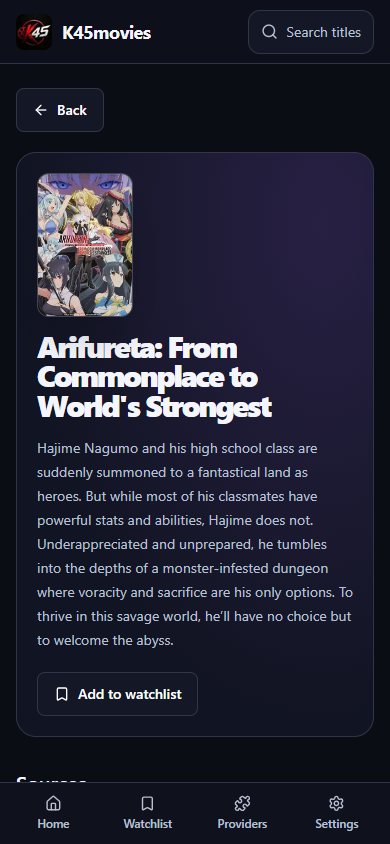 K45
K45movies
Search titles
Back
ARIFURETA
Arifureta: From
Commonplace to
World's Strongest
Hajime Nagumo and his high school class are
suddenly summoned to a fantastical land as
heroes. But while most of his classmates have
powerful stats and abilities, Hajime does not.
Underappreciated and unprepared, he tumbles
into the depths of a monster-infested dungeon
where voracity and sacrifice are his only options. To
thrive in this savage world, he’ll have no choice but
to welcome the abyss.
Add to watchlist
Sources
Home
Watchlist
Providers
Settings